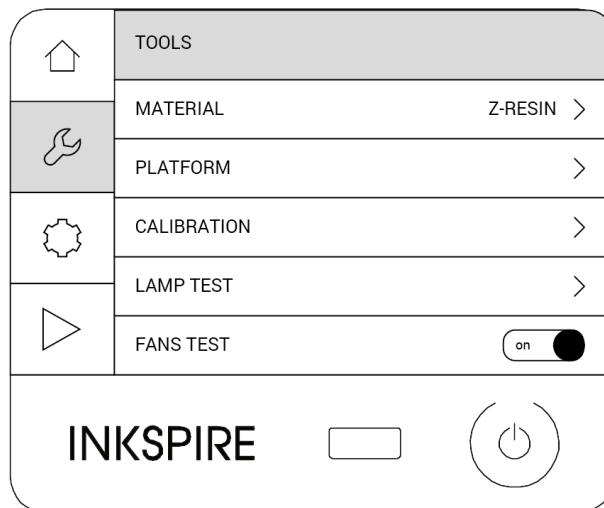 TOOLS
MATERIAL Z-RESIN
PLATFORM
CALIBRATION
LAMP TEST
FANS TEST on
INKSPIRE